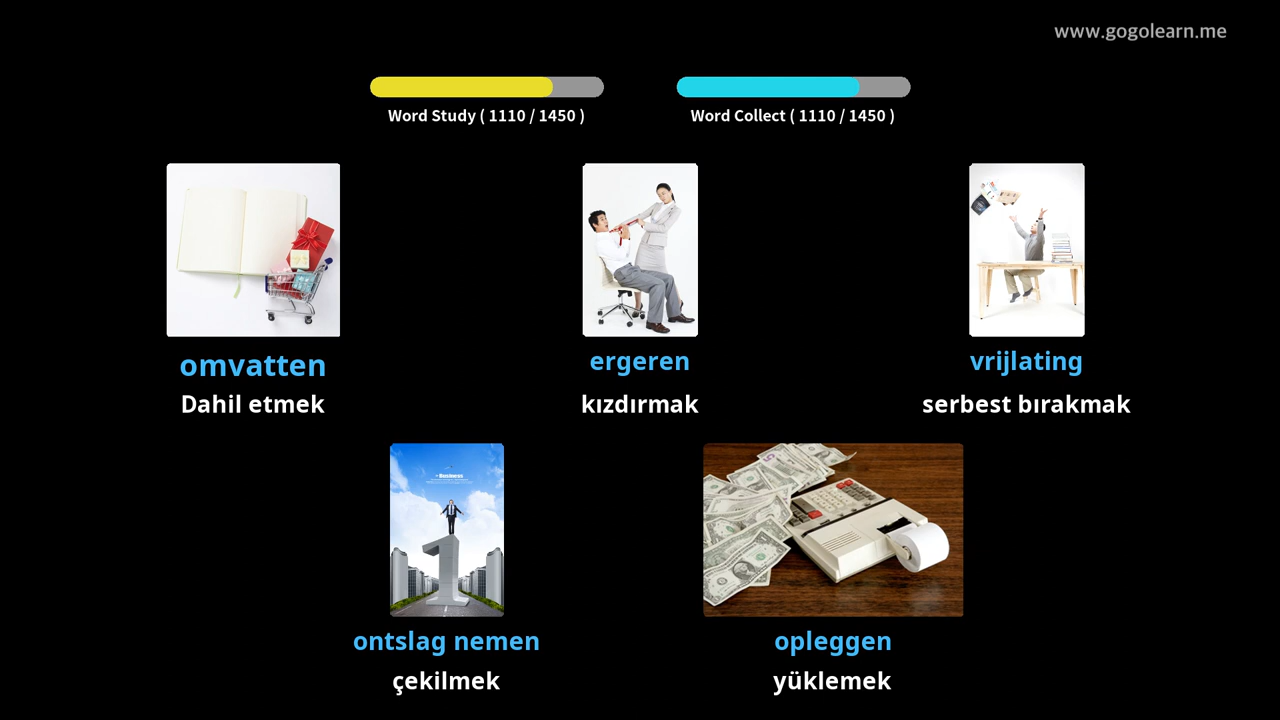 www.gogolearn.me
Word Study ( 1110 / 1450 )
Word Collect ( 1110 / 1450 )
omvatten
ergeren
vrijlating
Dahil etmek
kızdırmak
serbest bırakmak
Business
ontslag nemen
opleggen
çekilmek
yüklemek